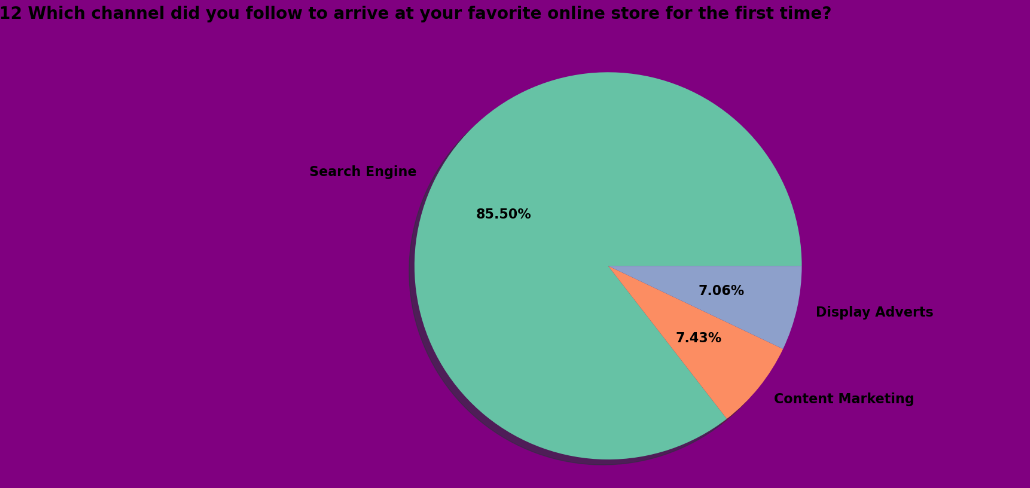 12 Which channel did you follow to arrive at your favorite online store for the first time?
Search Engine
85.50%
7.06%
Display Adverts
7.43%
Content Marketing